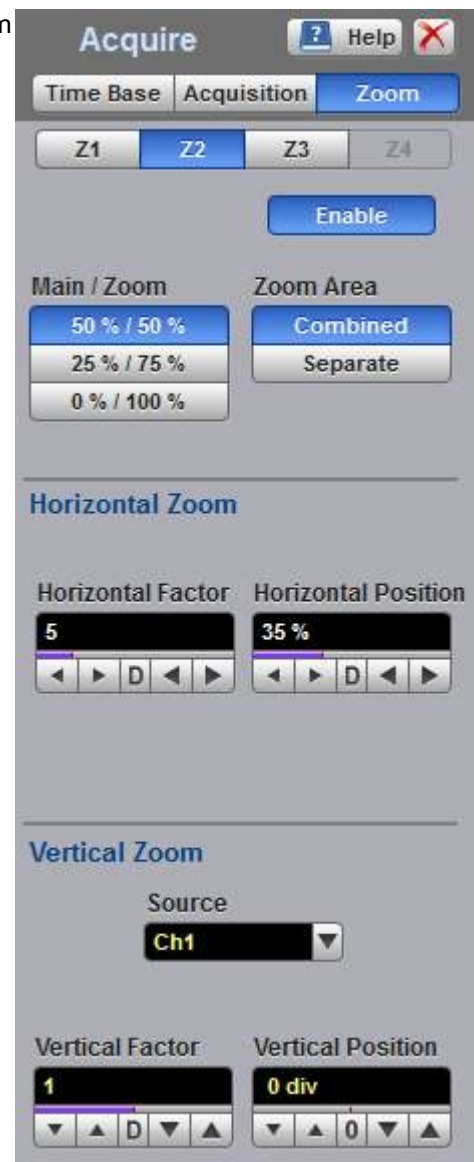 m
Acquire ? Help
Time Base Acquisition Zoom
Z1 Z2 Z3 Z4
Enable
Main / Zoom Zoom Area
50 % / 50 % Combined
25 % / 75 % Separate
0 % / 100 %
Horizontal Zoom
Horizontal Factor Horizontal Position
5 35 %
D D
Vertical Zoom
Source
Ch1
Vertical Factor Vertical Position
1 0 div
D 0